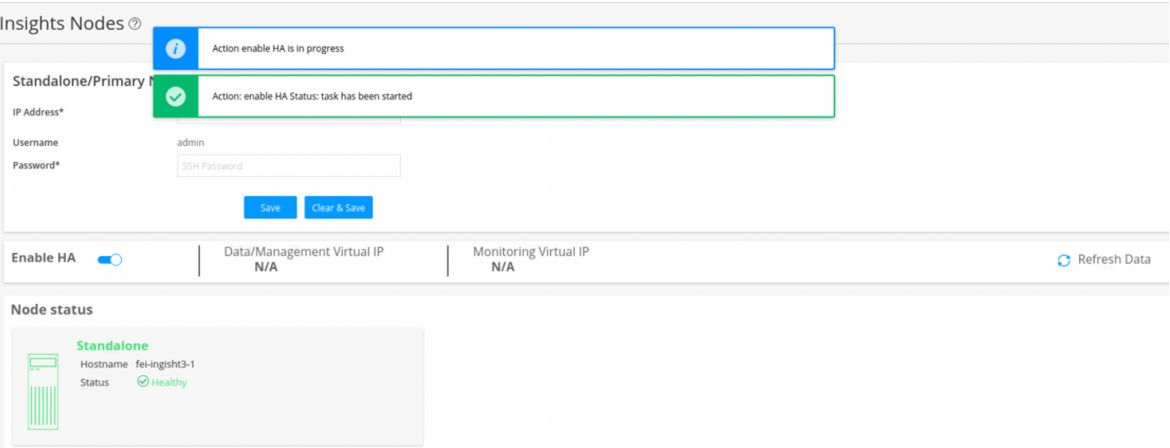 Insights Nodes
Action enable HA is in progress
Standalone/Primary N
Action: enable HA Status: task has been started
IP Address*
Username admin
Password* SSH Password
Save Clear & Save
Enable HA Data/Management Virtual IP Monitoring Virtual IP Refresh Data
N/A N/A
Node status
Standalone
Hostname fei-ingisht3-1
Status Healthy